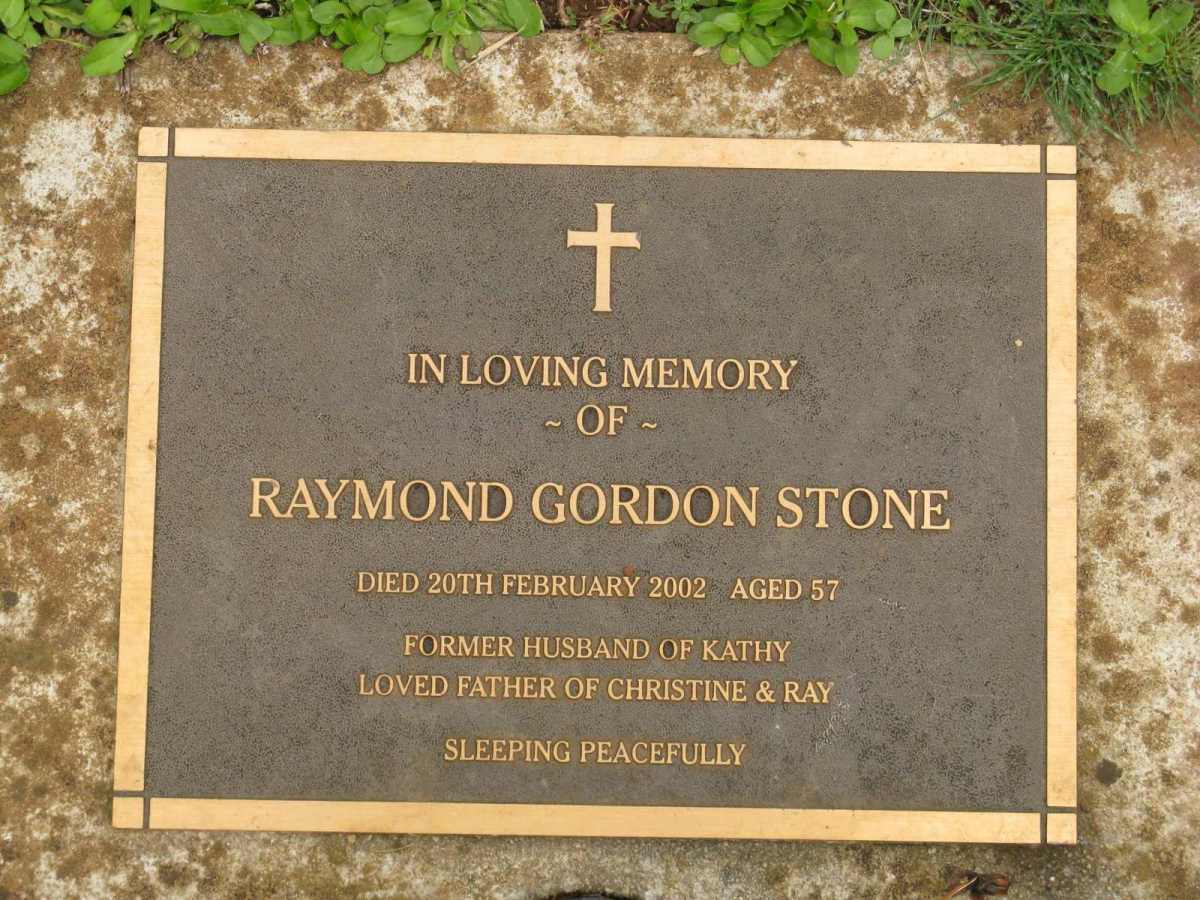 IN LOVING MEMORY
~ OF ~
RAYMOND GORDON STONE
DIED 20TH FEBRUARY 2002 AGED 57
FORMER HUSBAND OF KATHY
LOVED FATHER OF CHRISTINE & RAY
SLEEPING PEACEFULLY